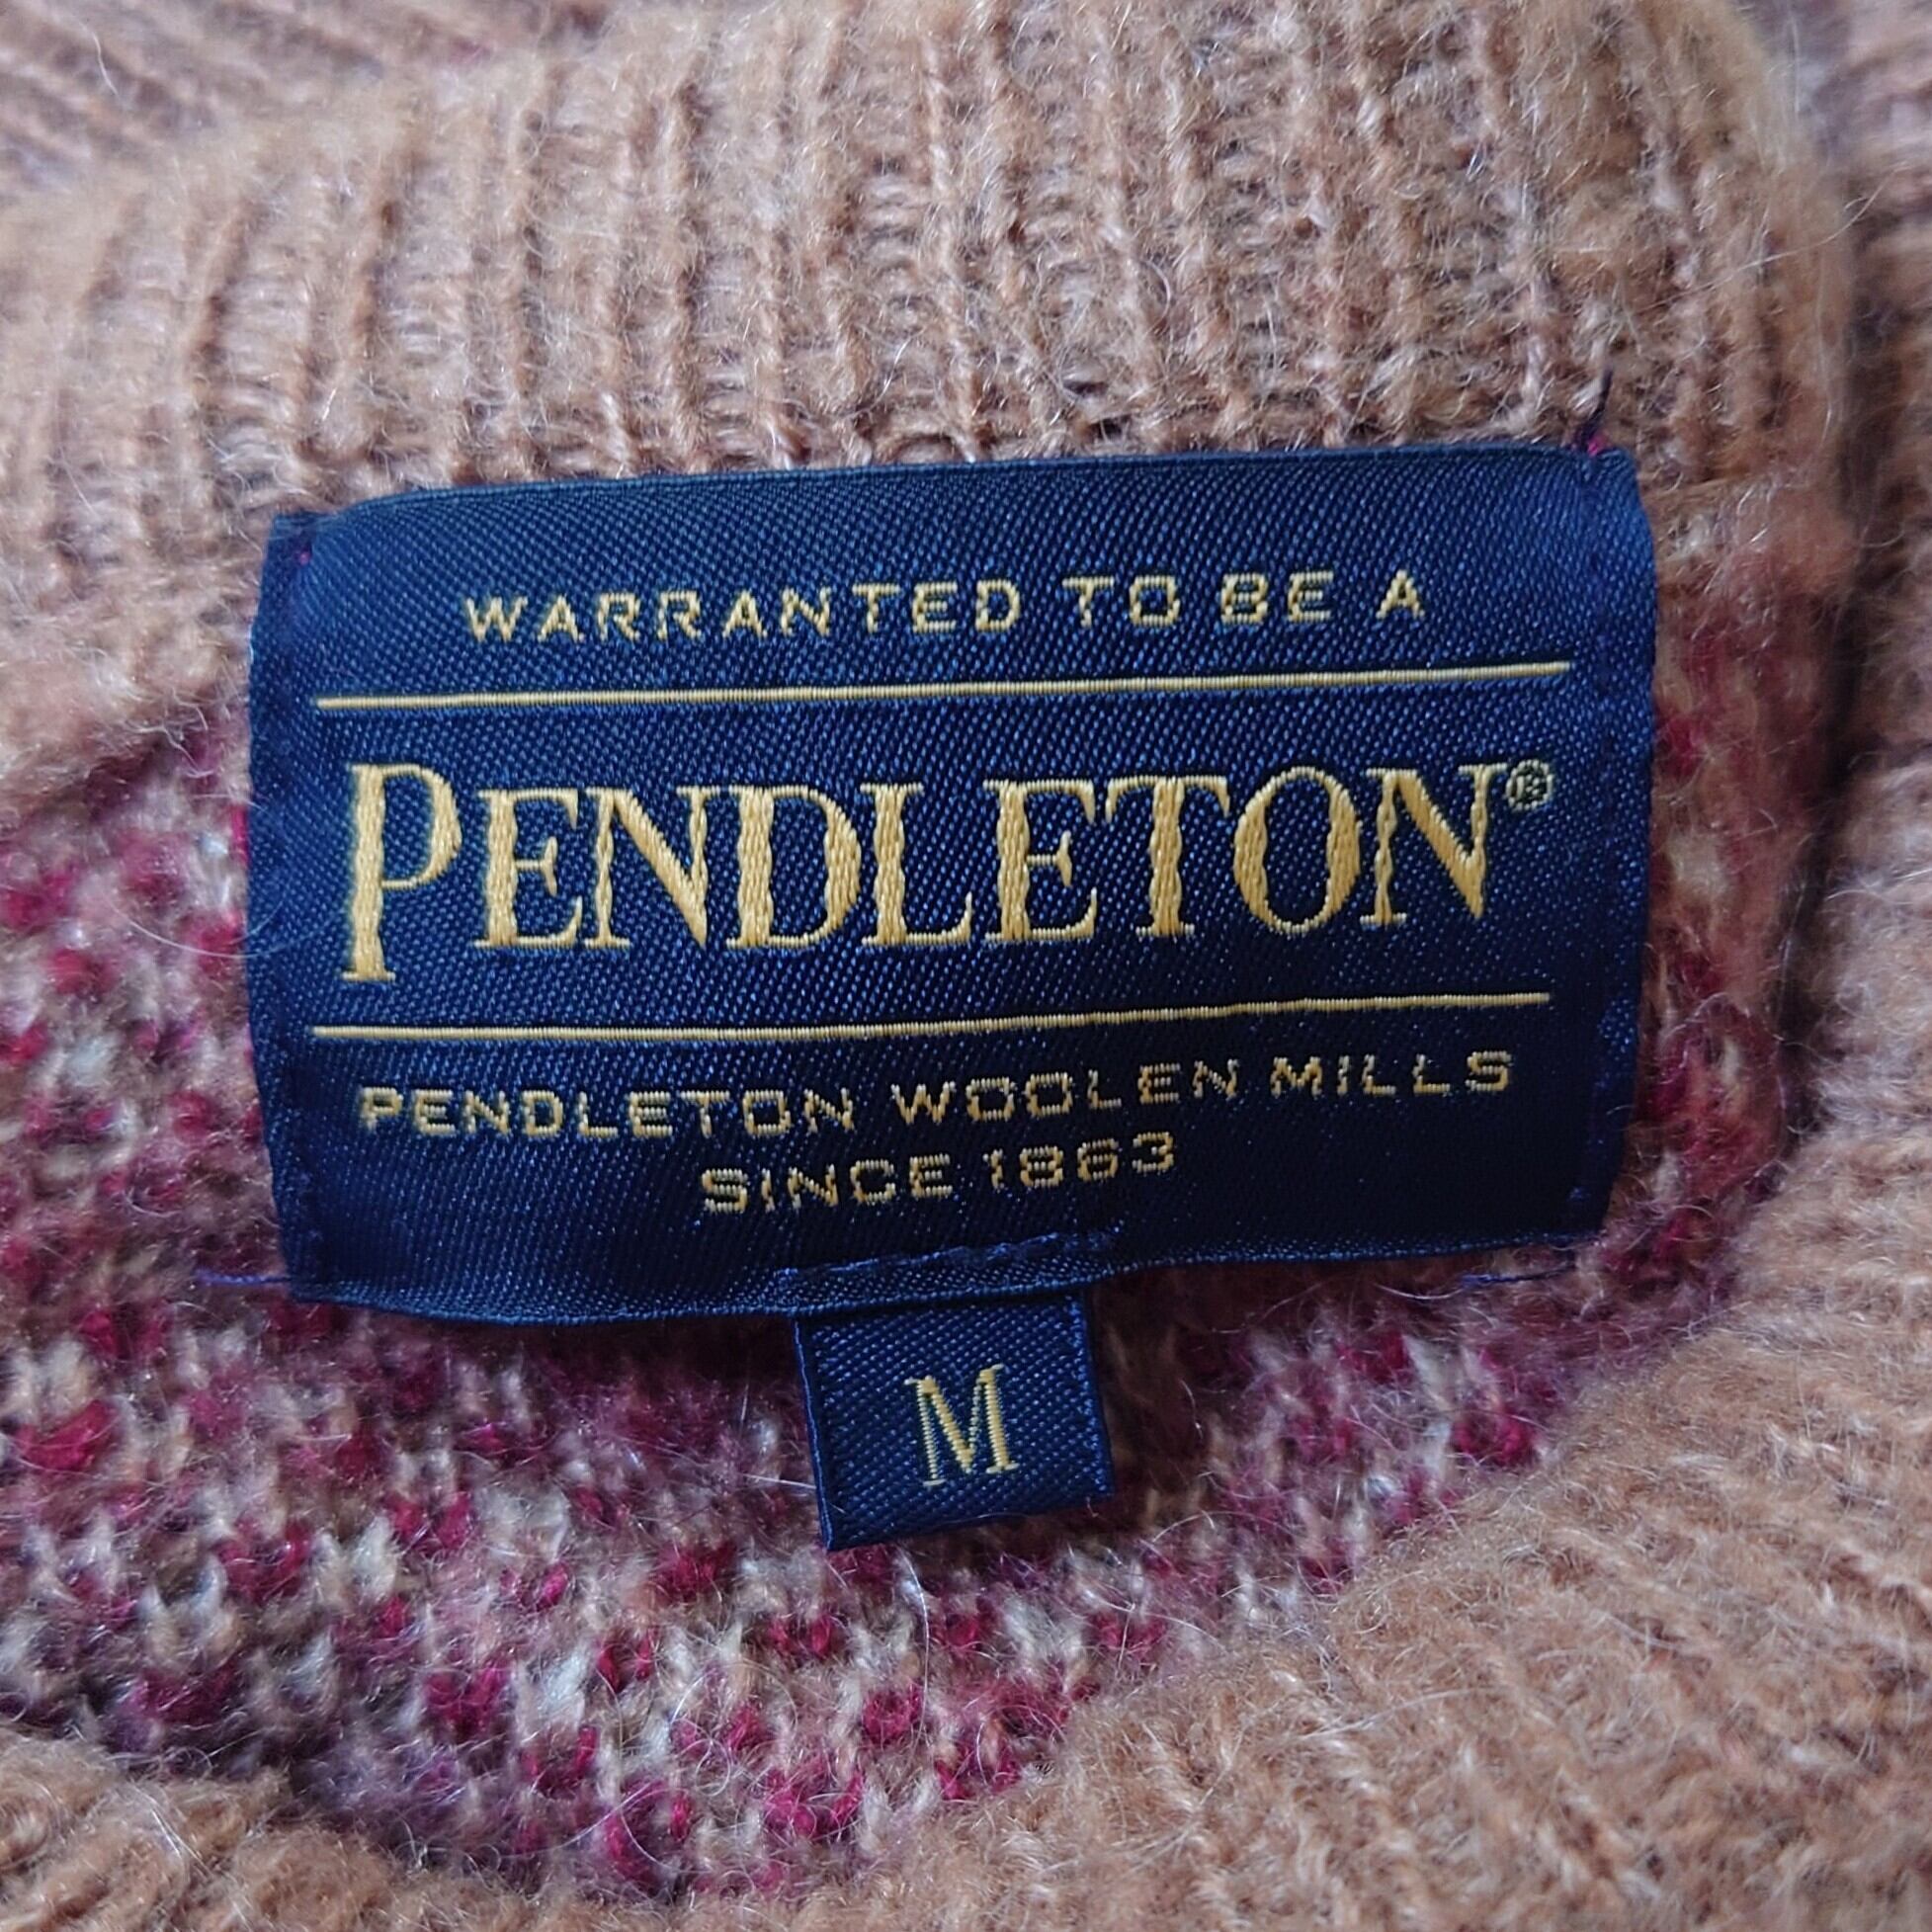 WARRANTED TO BE A
PENDLETON®
PENDLETON WOOLEN MILLS
SINCE 1863
M